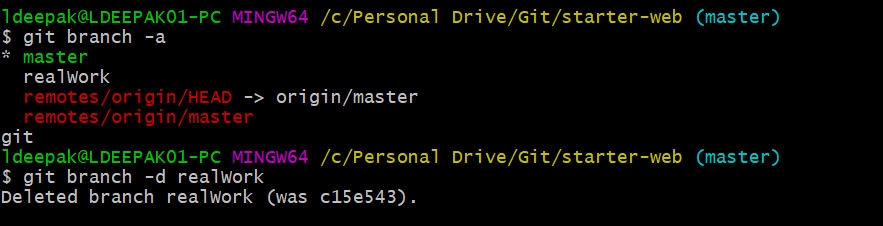 ldeepak@LDEEPAK01-PC MINGW64 /c/Personal Drive/Git/starter-web (master)
$ git branch -a
* master
  realWork
  remotes/origin/HEAD -> origin/master
  remotes/origin/master
git
ldeepak@LDEEPAK01-PC MINGW64 /c/Personal Drive/Git/starter-web (master)
$ git branch -d realWork
Deleted branch realWork (was c15e543).